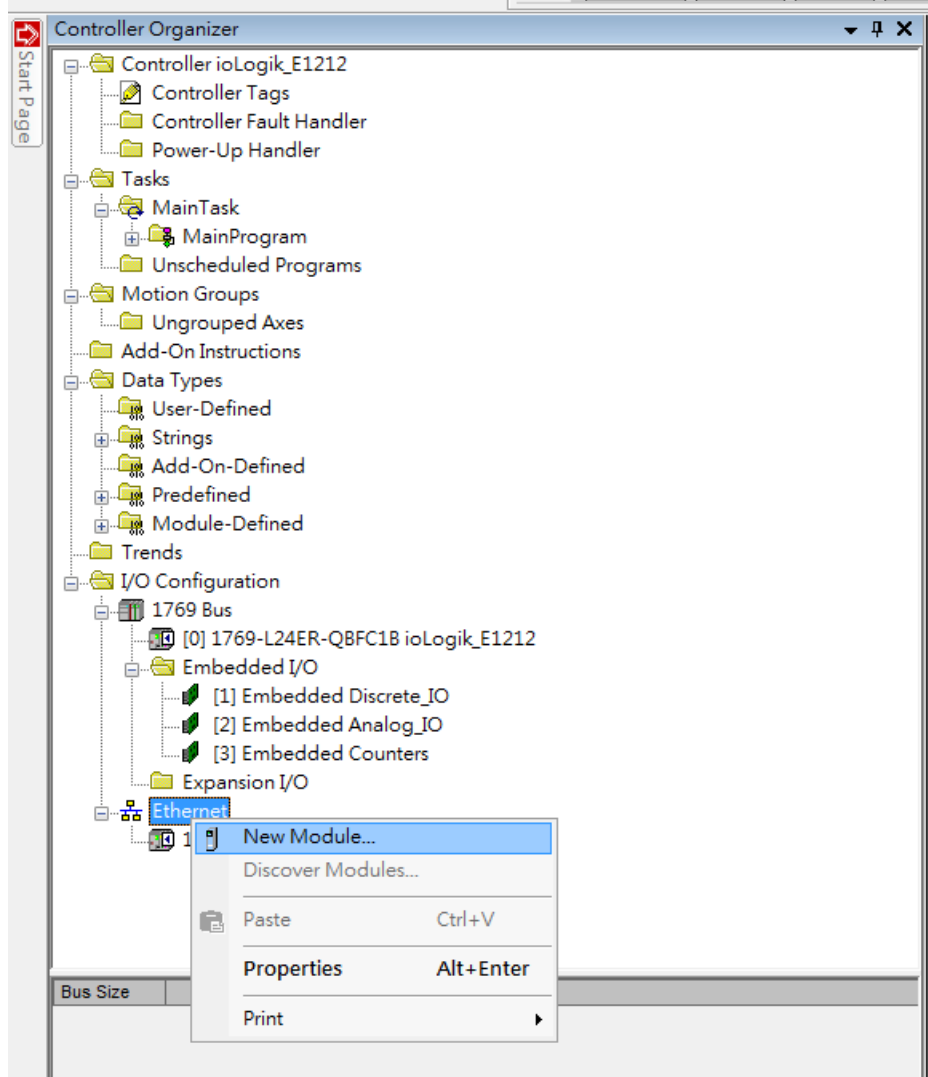 Controller Organizer
Start Page
Controller ioLogik_E1212
Controller Tags
Controller Fault Handler
Power-Up Handler
Tasks
MainTask
MainProgram
Unscheduled Programs
Motion Groups
Ungrouped Axes
Add-On Instructions
Data Types
User-Defined
Strings
Add-On-Defined
Predefined
Module-Defined
Trends
I/O Configuration
1769 Bus
[0] 1769-L24ER-QBFC1B ioLogik_E1212
Embedded I/O
[1] Embedded Discrete_IO
[2] Embedded Analog_IO
[3] Embedded Counters
Expansion I/O
Ethernet
New Module...
Discover Modules...
Paste Ctrl+V
Properties Alt+Enter
Print
Bus Size